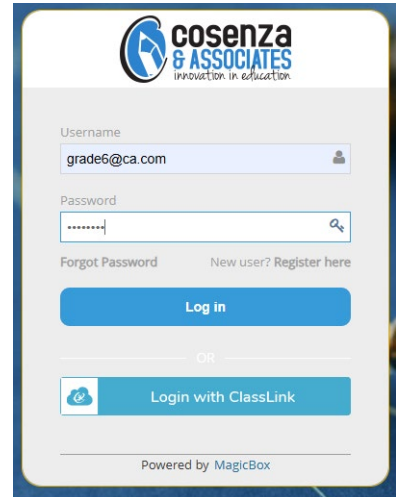 cosenza
& ASSOCIATES
innovation in education
Username
grade6@ca.com
Password
••••••••
Forgot Password New user? Register here
Log in
OR
Login with ClassLink
Powered by MagicBox